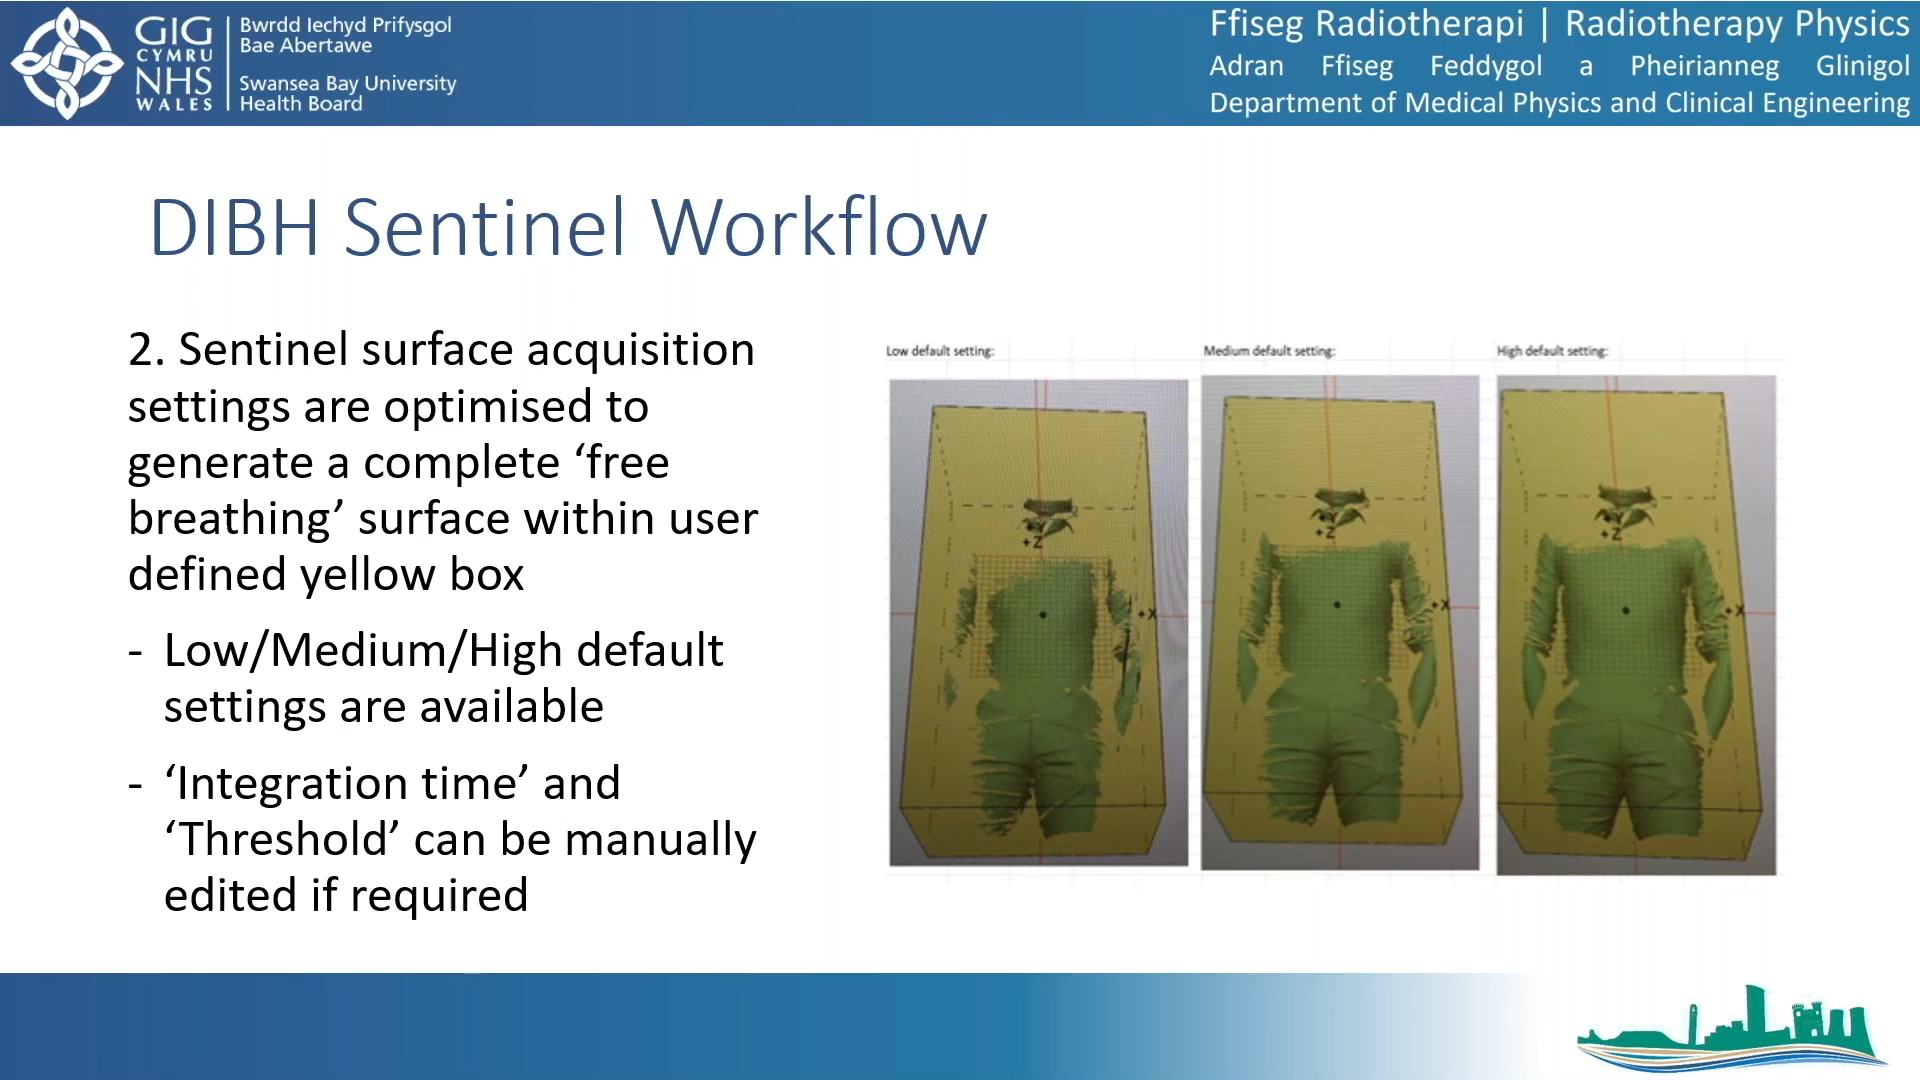 GIG
CYMRU
NHS
WALES
Bwrdd Iechyd Prifysgol
Bae Abertawe
Swansea Bay University
Health Board
Ffiseg Radiotherapi | Radiotherapy Physics
Adran Ffiseg Feddygol a Pheirianneg Glinigol
Department of Medical Physics and Clinical Engineering
DIBH Sentinel Workflow
2. Sentinel surface acquisition
settings are optimised to
generate a complete ‘free
breathing’ surface within user
defined yellow box
- Low/Medium/High default
settings are available
- ‘Integration time’ and
‘Threshold’ can be manually
edited if required
Low default setting:
Medium default setting:
High default setting:
+Z
+X
+Z
+X
+Z
+X